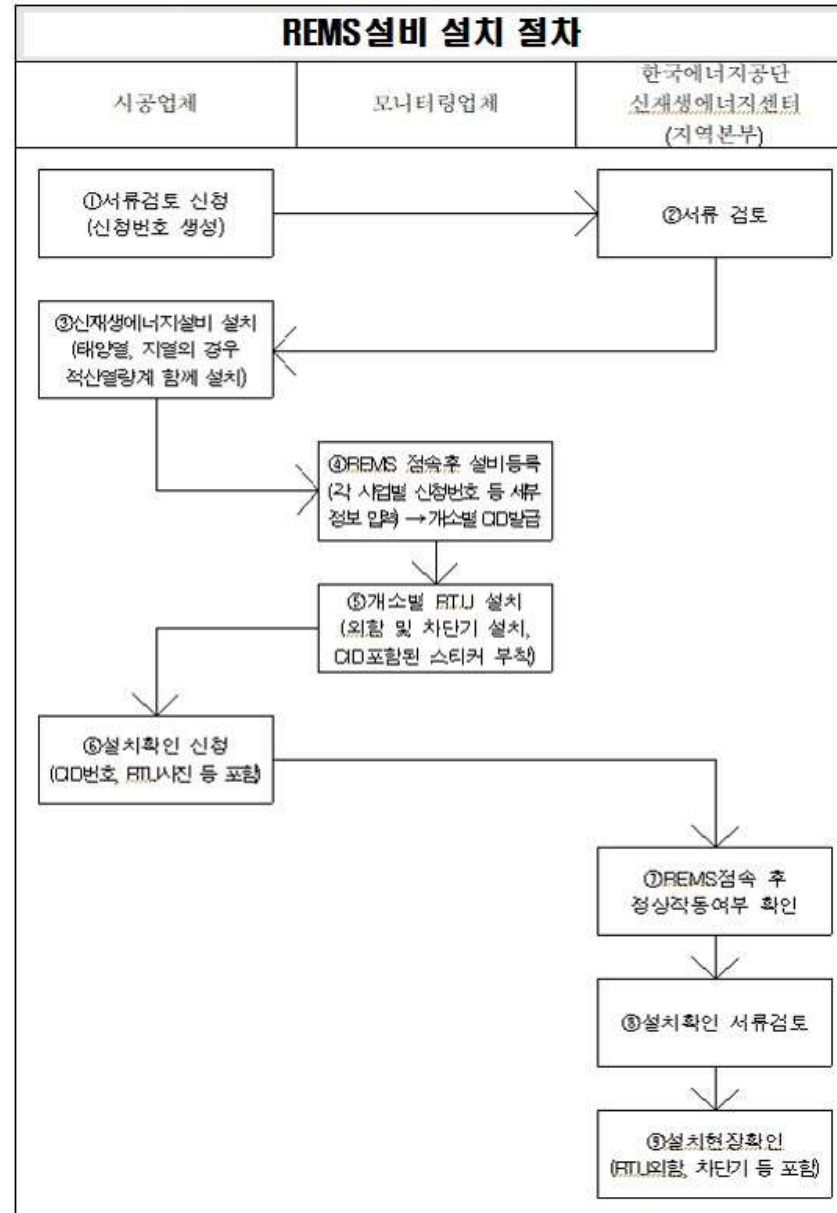 REMS설비 설치 절차
시공업체
모니터링업체
한국에너지공단
신재생에너지센터
(지역본부)
①서류검토 신청
(신청번호 생성)
②서류 검토
③신재생에너지설비 설치
(태양열, 지열의 경우
적산열량계 함께 설치)
④REMS 접속후 설비등록
(각 사업별 신청번호 등 세부
정보 입력) → 개소별 CID발급
⑤개소별 RTU 설치
(외함 및 차단기 설치,
CID포함된 스티커 부착)
⑥설치확인 신청
(CID번호, RTU사진 등 포함)
⑦REMS접속 후
정상작동여부 확인
⑧설치확인 서류검토
⑨설치현장확인
(RTU외함, 차단기 등 포함)